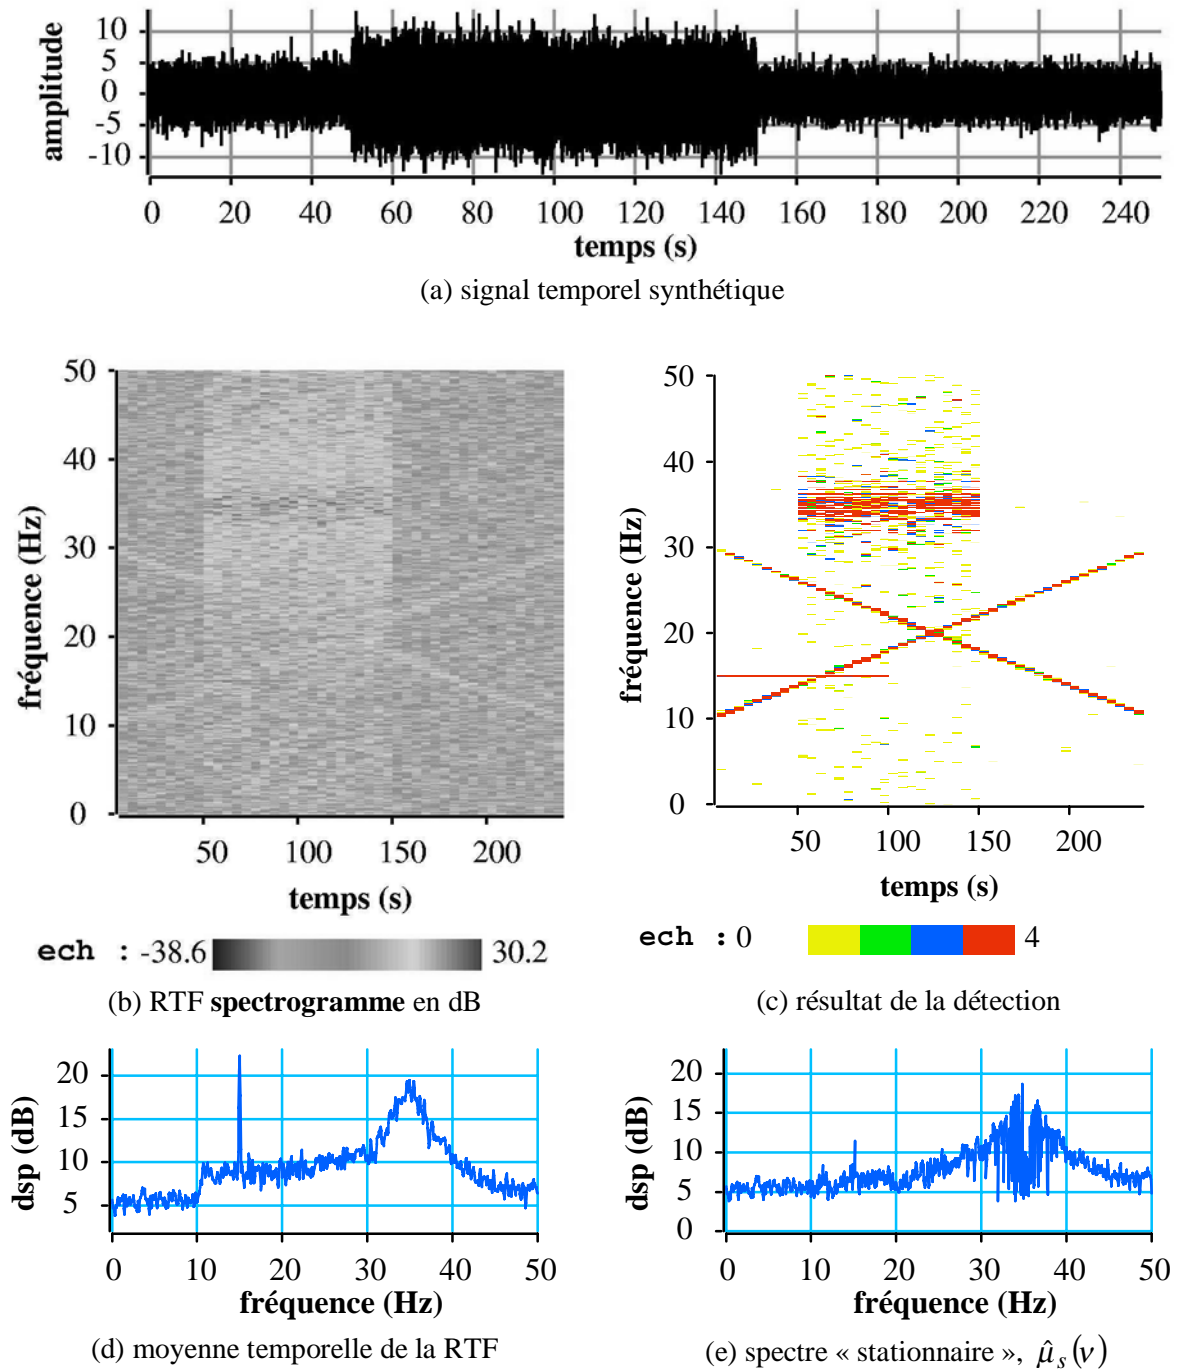 amplitude
10
5
0
-5
-10
0 20 40 60 80 100 120 140 160 180 200 220 240
temps (s)
(a) signal temporel synthétique
fréquence (Hz)
50
40
30
20
10
0
50 100 150 200
temps (s)
ech : -38.6 30.2
(b) RTF spectrogramme en dB
fréquence (Hz)
50
40
30
20
10
0
50 100 150 200
temps (s)
ech : 0 4
(c) résultat de la détection
dsp (dB)
20
15
10
5
0 10 20 30 40 50
fréquence (Hz)
(d) moyenne temporelle de la RTF
dsp (dB)
20
15
10
5
0
0 10 20 30 40 50
fréquence (Hz)
(e) spectre « stationnaire », μ̂_s(ν)